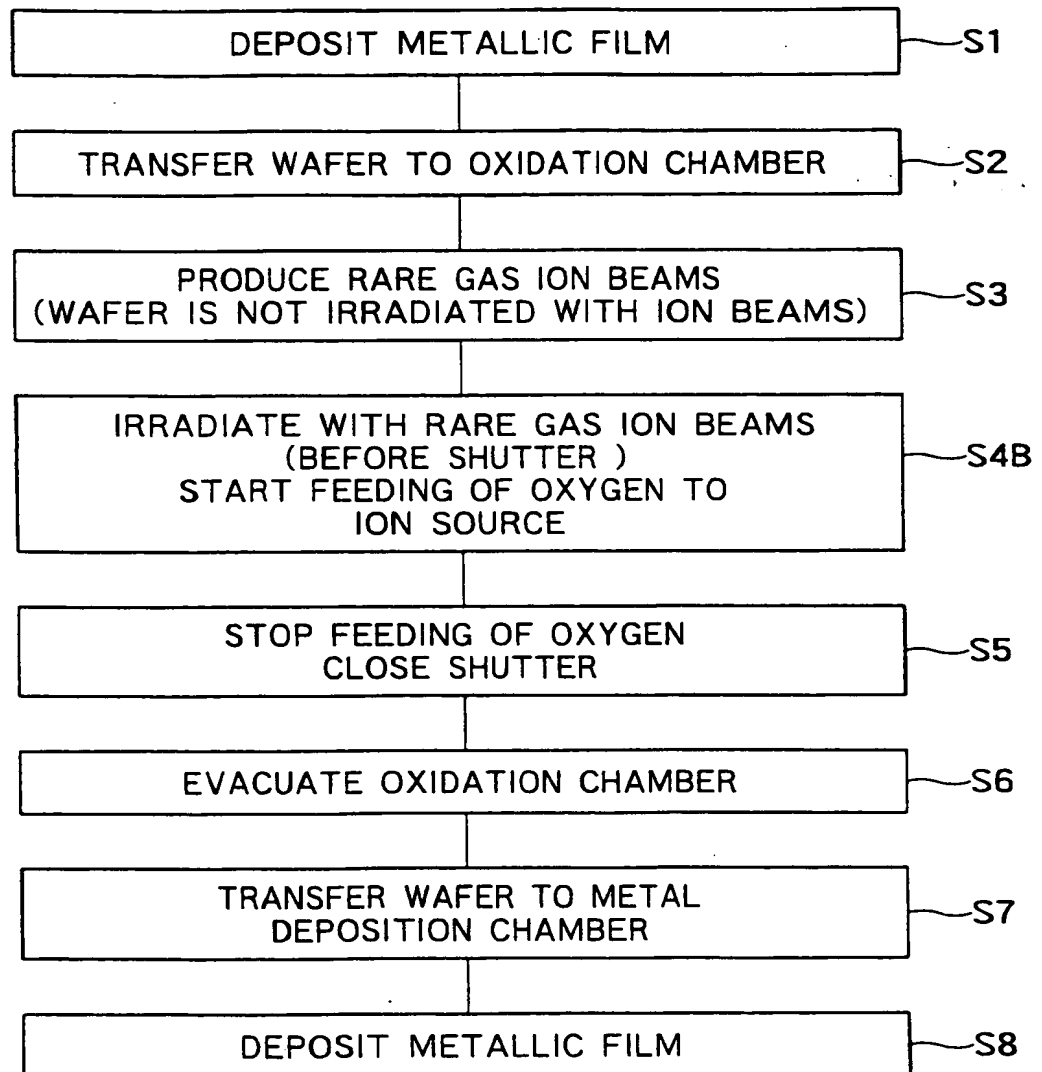 DEPOSIT METALLIC FILM
S1
TRANSFER WAFER TO OXIDATION CHAMBER
S2
PRODUCE RARE GAS ION BEAMS
(WAFER IS NOT IRRADIATED WITH ION BEAMS)
S3
IRRADIATE WITH RARE GAS ION BEAMS
(BEFORE SHUTTER )
START FEEDING OF OXYGEN TO
ION SOURCE
S4B
STOP FEEDING OF OXYGEN
CLOSE SHUTTER
S5
EVACUATE OXIDATION CHAMBER
S6
TRANSFER WAFER TO METAL
DEPOSITION CHAMBER
S7
DEPOSIT METALLIC FILM
S8